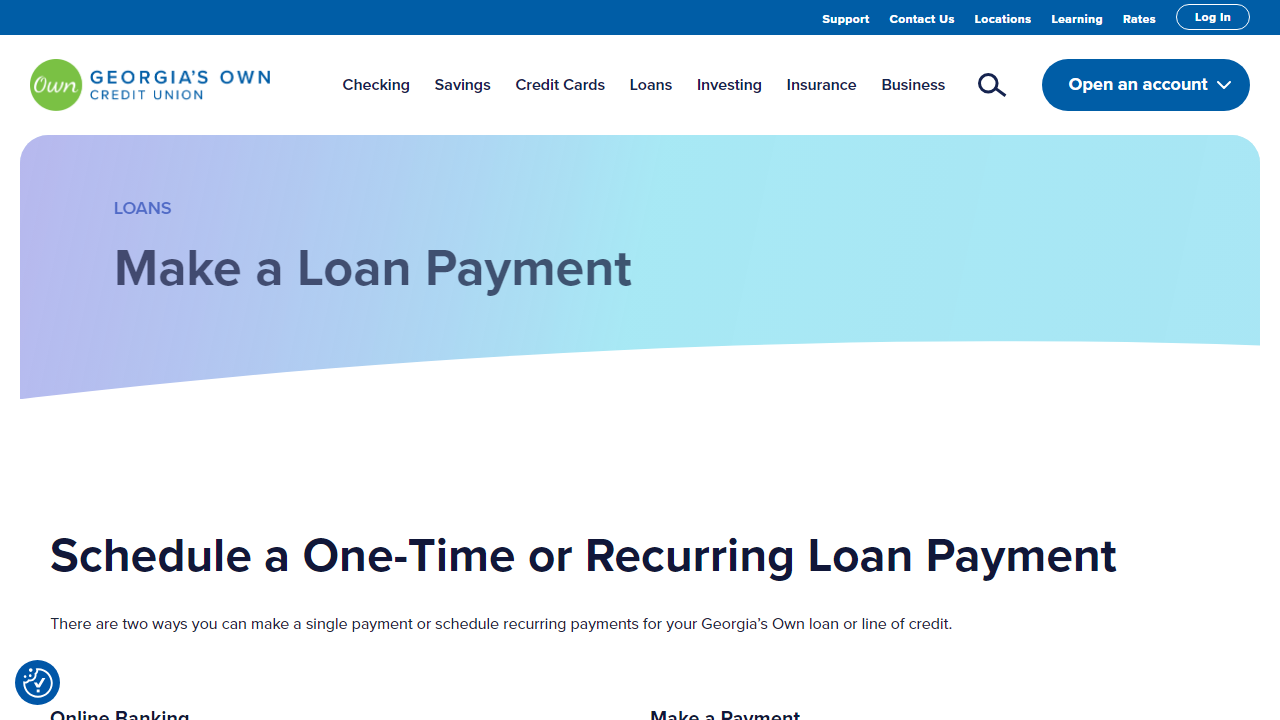 Support Contact Us Locations Learning Rates Log In
Own GEORGIA'S OWN
CREDIT UNION
Checking Savings Credit Cards Loans Investing Insurance Business
Open an account
LOANS
Make a Loan Payment
Schedule a One-Time or Recurring Loan Payment
There are two ways you can make a single payment or schedule recurring payments for your Georgia’s Own loan or line of credit.
Online Banking Make a Payment